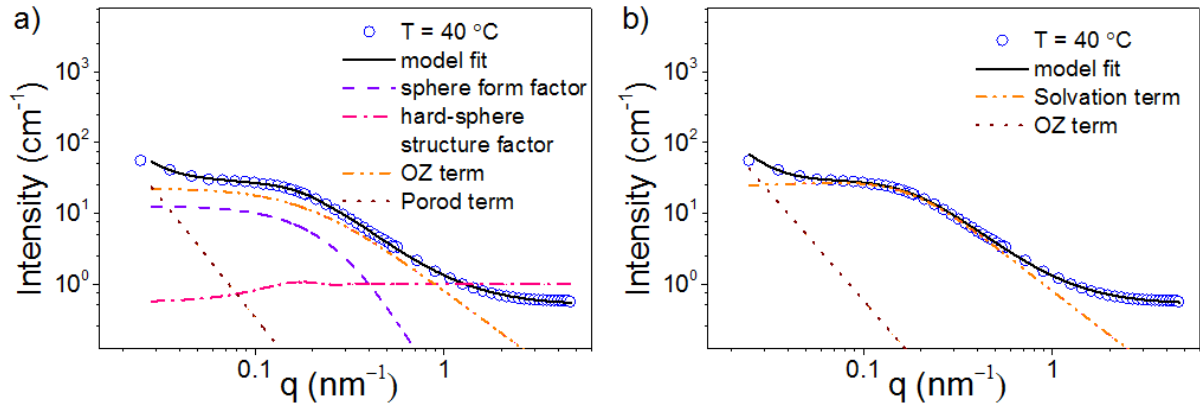 a)
T = 40 °C
model fit
sphere form factor
hard-sphere
structure factor
OZ term
Porod term
Intensity (cm⁻¹)
10³
10²
10¹
10⁰
0.1 1
q (nm⁻¹)
b)
T = 40 °C
model fit
Solvation term
OZ term
Intensity (cm⁻¹)
10³
10²
10¹
10⁰
0.1 1
q (nm⁻¹)